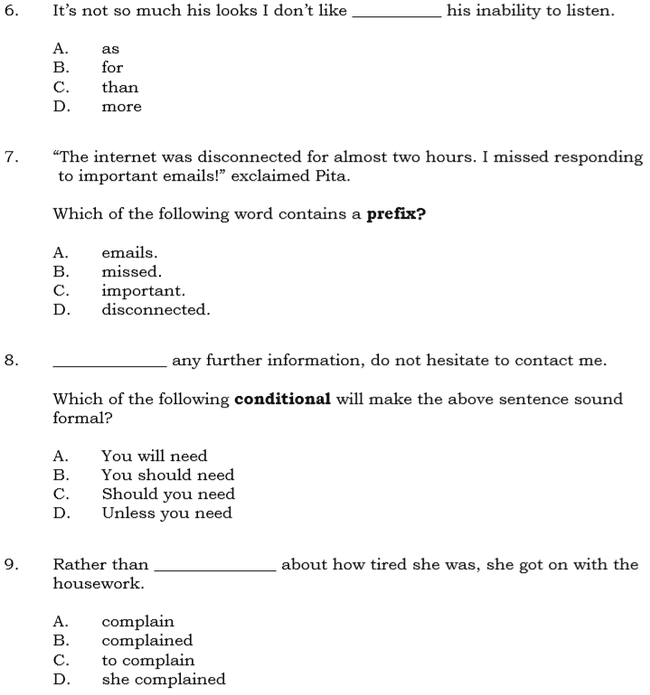 6. It’s not so much his looks I don’t like __________ his inability to listen.
A. as
B. for
C. than
D. more
7. “The internet was disconnected for almost two hours. I missed responding
to important emails!” exclaimed Pita.
Which of the following word contains a prefix?
A. emails.
B. missed.
C. important.
D. disconnected.
8. _____________ any further information, do not hesitate to contact me.
Which of the following conditional will make the above sentence sound
formal?
A. You will need
B. You should need
C. Should you need
D. Unless you need
9. Rather than ______________ about how tired she was, she got on with the
housework.
A. complain
B. complained
C. to complain
D. she complained